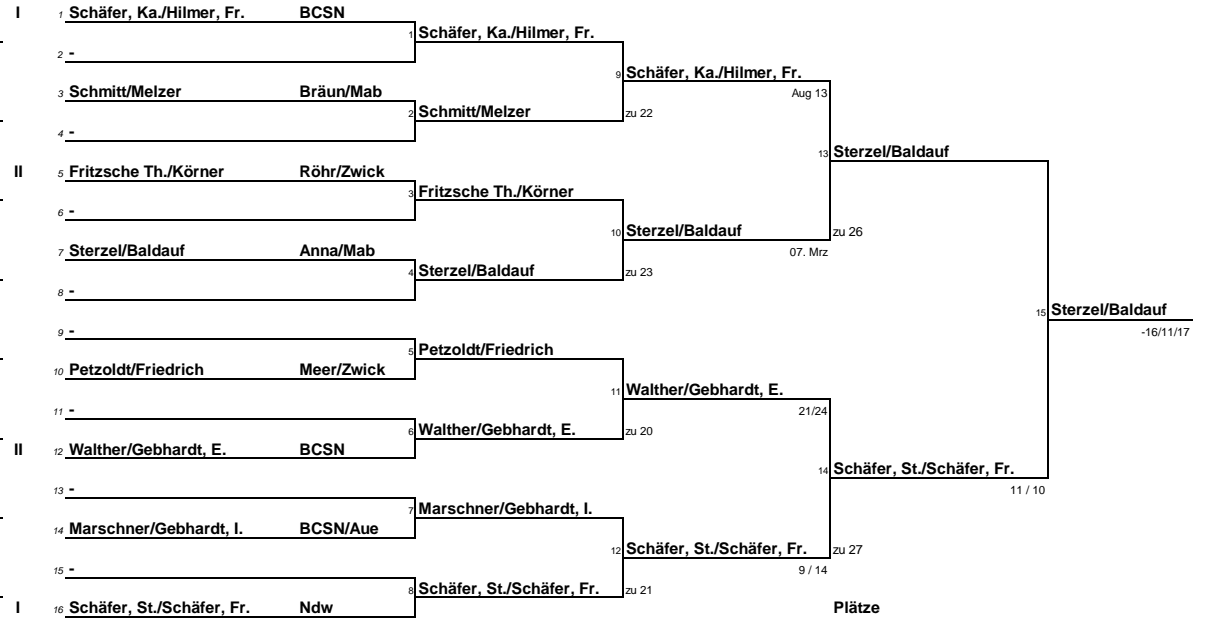 I 1 Schäfer, Ka./Hilmer, Fr. BCSN
1 Schäfer, Ka./Hilmer, Fr.
2 -
9 Schäfer, Ka./Hilmer, Fr.
3 Schmitt/Melzer Bräun/Mab
Aug 13
2 Schmitt/Melzer
zu 22
4 -
13 Sterzel/Baldauf
II 5 Fritzsche Th./Körner Röhr/Zwick
3 Fritzsche Th./Körner
6 -
10 Sterzel/Baldauf
zu 26
7 Sterzel/Baldauf Anna/Mab
07. Mrz
4 Sterzel/Baldauf
zu 23
8 -
15 Sterzel/Baldauf
9 -
-16/11/17
5 Petzoldt/Friedrich
10 Petzoldt/Friedrich Meer/Zwick
11 Walther/Gebhardt, E.
11 -
21/24
6 Walther/Gebhardt, E.
zu 20
II 12 Walther/Gebhardt, E. BCSN
14 Schäfer, St./Schäfer, Fr.
13 -
11 / 10
7 Marschner/Gebhardt, I.
14 Marschner/Gebhardt, I. BCSN/Aue
12 Schäfer, St./Schäfer, Fr.
zu 27
15 -
9 / 14
8 Schäfer, St./Schäfer, Fr.
zu 21
I 16 Schäfer, St./Schäfer, Fr. Ndw
Plätze